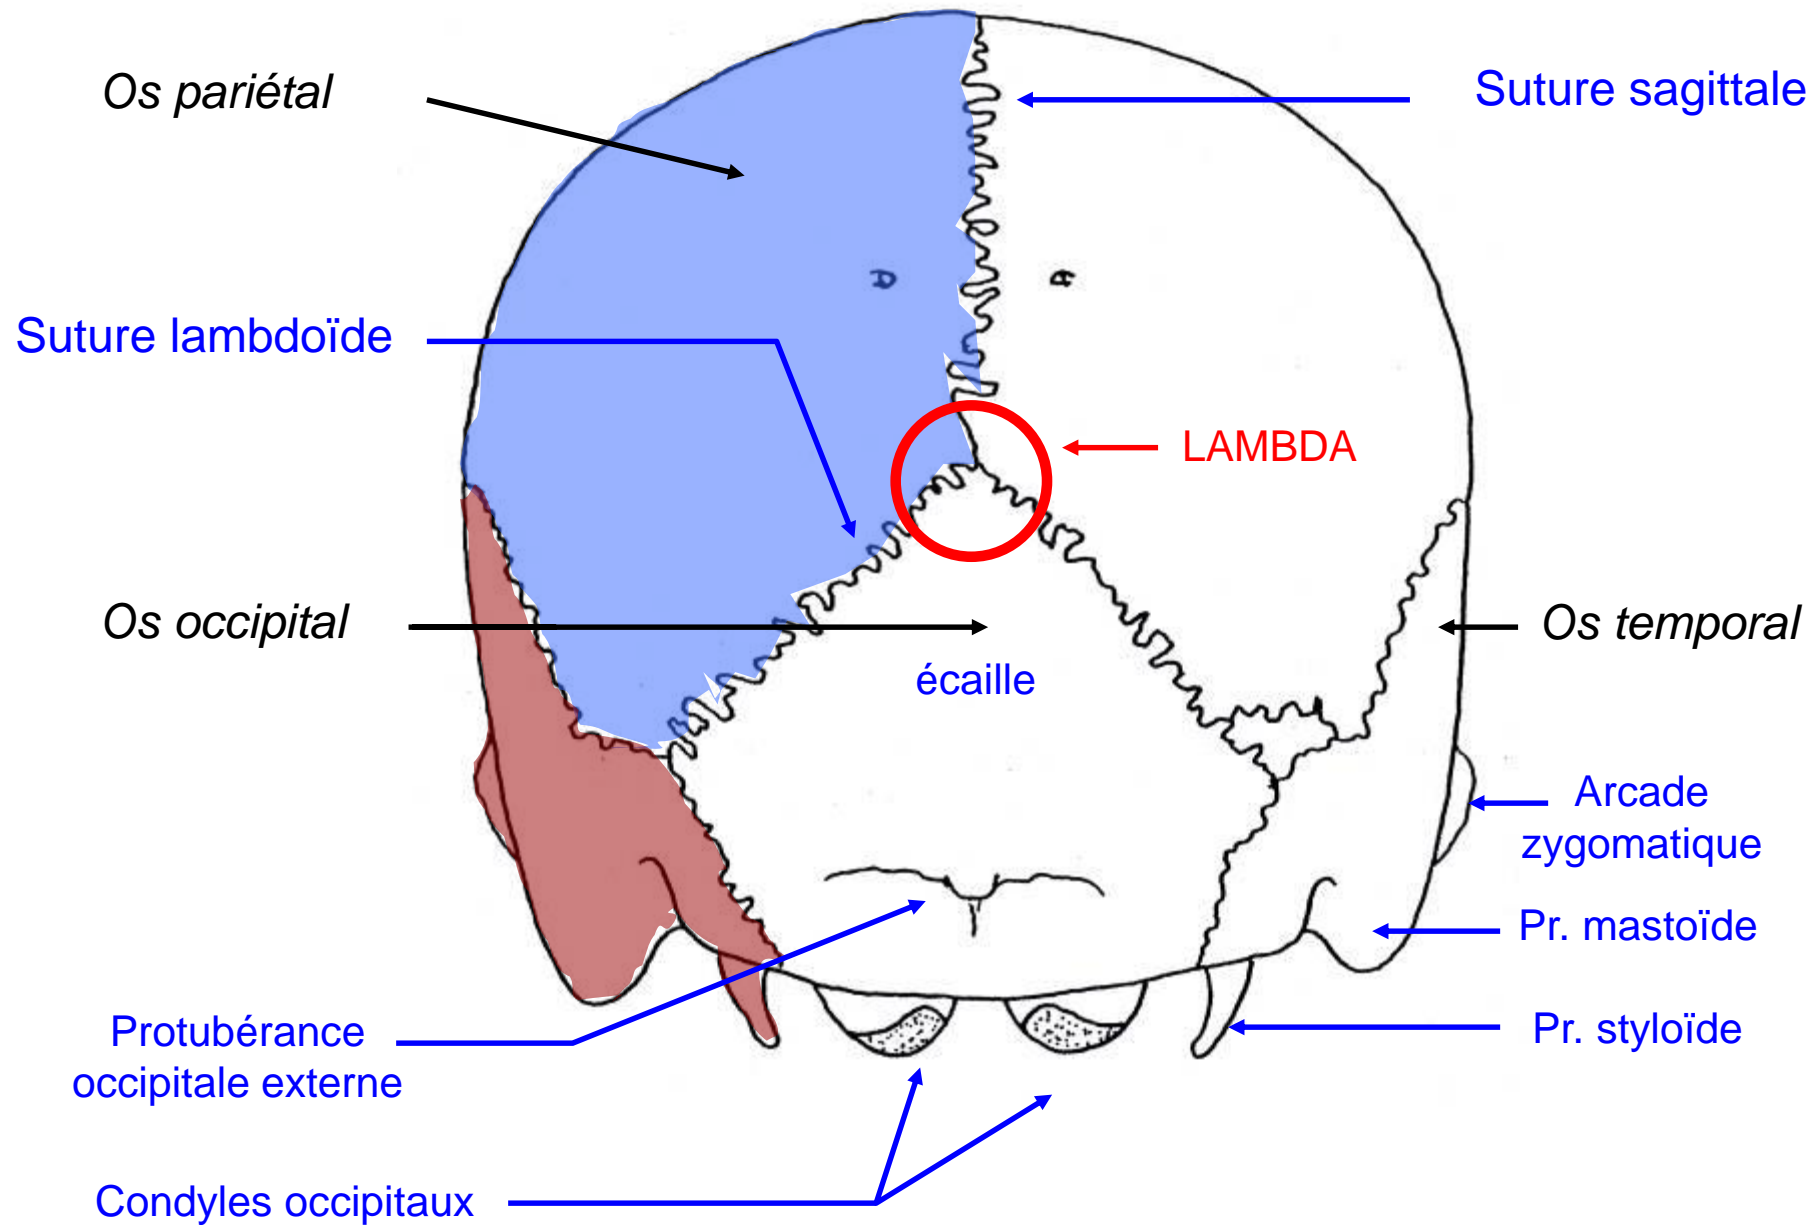 Os pariétal
Suture sagittale
Suture lambdoïde
LAMBDA
Os occipital
Os temporal
écaille
Arcade
zygomatique
Pr. mastoïde
Protubérance
occipitale externe
Pr. styloïde
Condyles occipitaux